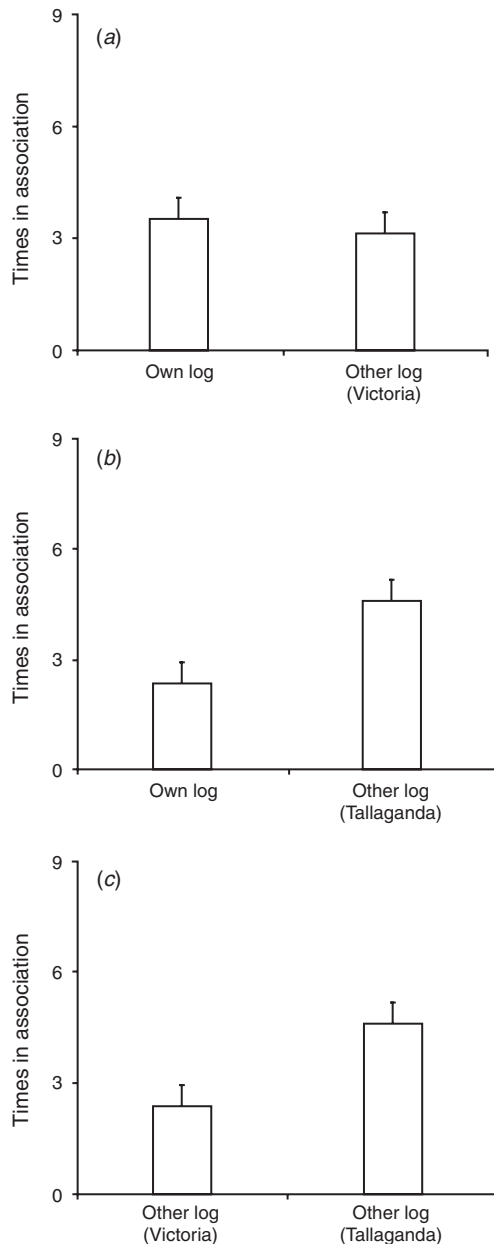 (a)
Times in association
9
6
3
0
Own log
Other log
(Victoria)
(b)
Times in association
9
6
3
0
Own log
Other log
(Tallaganda)
(c)
Times in association
9
6
3
0
Other log
(Victoria)
Other log
(Tallaganda)